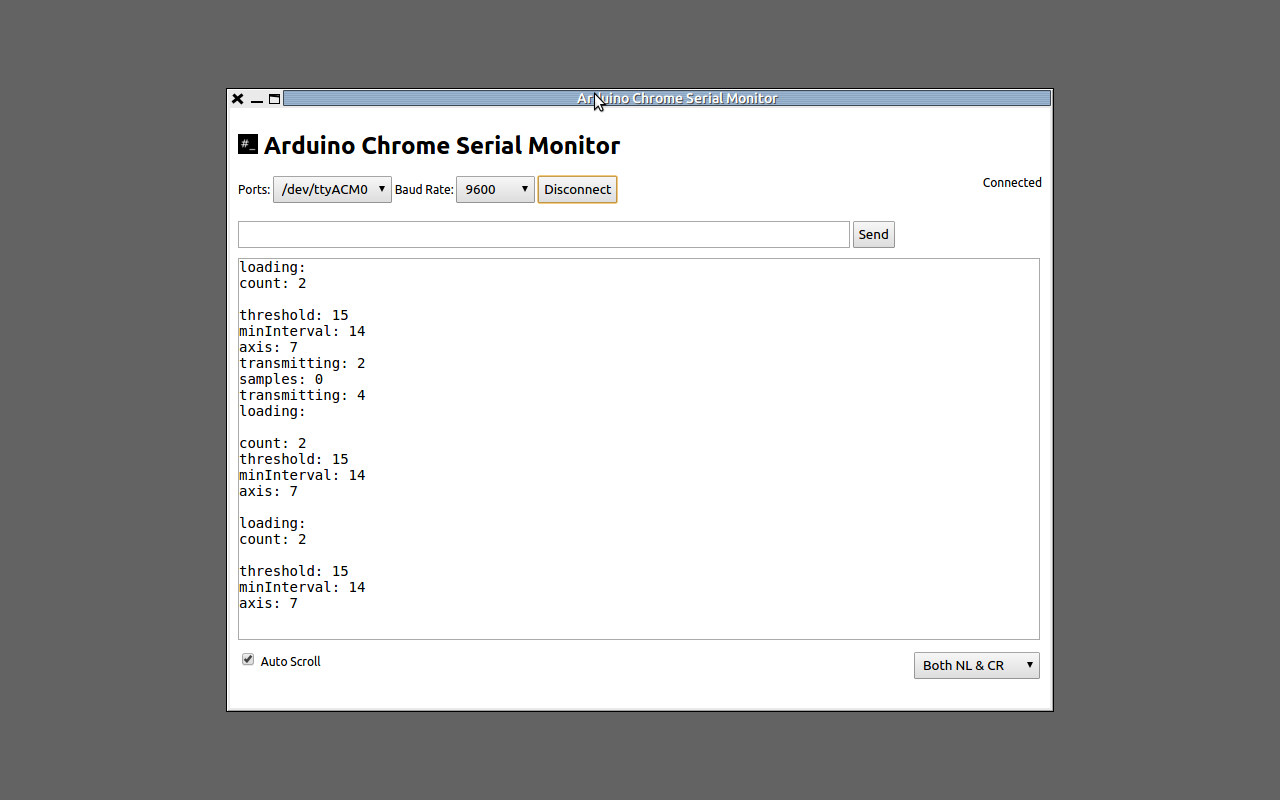 Arduino Chrome Serial Monitor
#_ Arduino Chrome Serial Monitor
Ports: /dev/ttyACM0 Baud Rate: 9600 Disconnect Connected
Send
loading:
count: 2
threshold: 15
minInterval: 14
axis: 7
transmitting: 2
samples: 0
transmitting: 4
loading:
count: 2
threshold: 15
minInterval: 14
axis: 7
loading:
count: 2
threshold: 15
minInterval: 14
axis: 7
Auto Scroll Both NL & CR